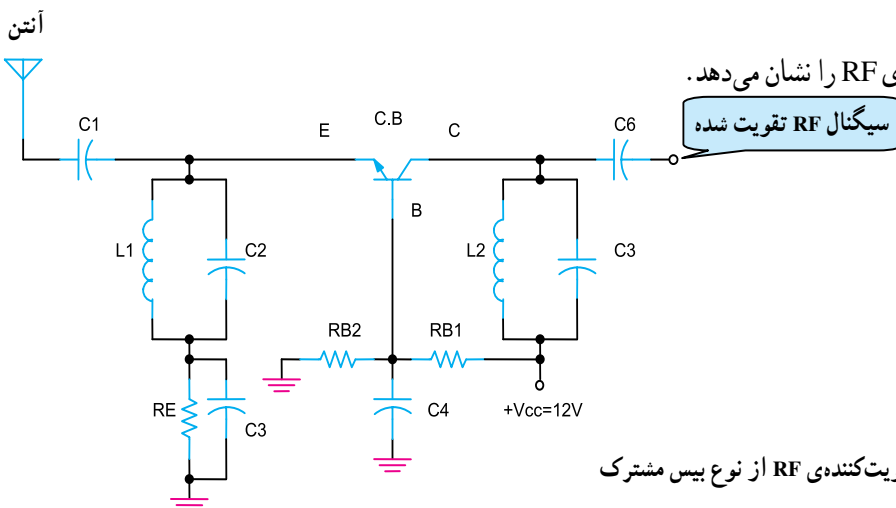 آنتن
ی RF را نشان می‌دهد.
سیگنال RF تقویت شده
C1
E
C.B
C
C6
B
L1
C2
L2
C3
RB2
RB1
RE
C3
C4
+Vcc=12V
یت‌کننده‌ی RF از نوع بیس مشترک